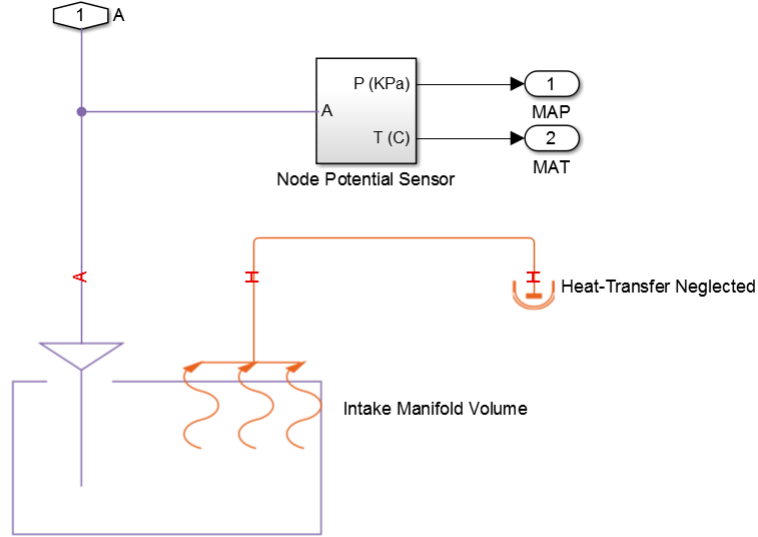 1 A
P (KPa) 1
A MAP
T (C) 2
Node Potential Sensor MAT
A H H Heat-Transfer Neglected
Intake Manifold Volume